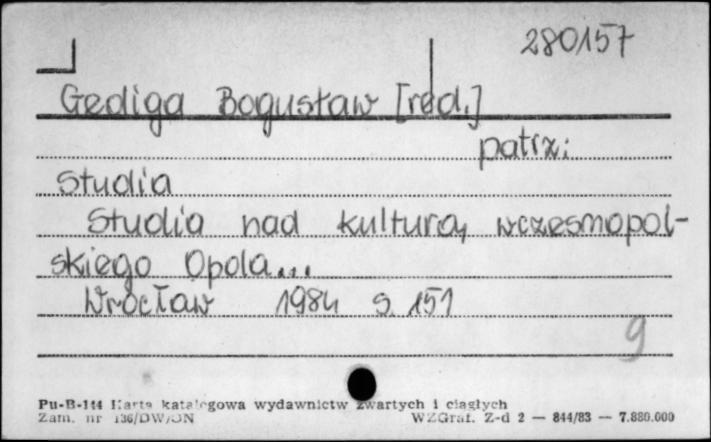 280157
Gediga Bogusław [red.]
patrz:
Studia
Studia nad kulturą wczesnopol-
skiego Opola...
Wrocław 1984 s. 151
9
Pu-B-144 Karta katalogowa wydawnictw zwartych i ciągłych
Zam. nr 136/DW/ON WZGraf. Z-d 2 — 844/83 — 7.880.000